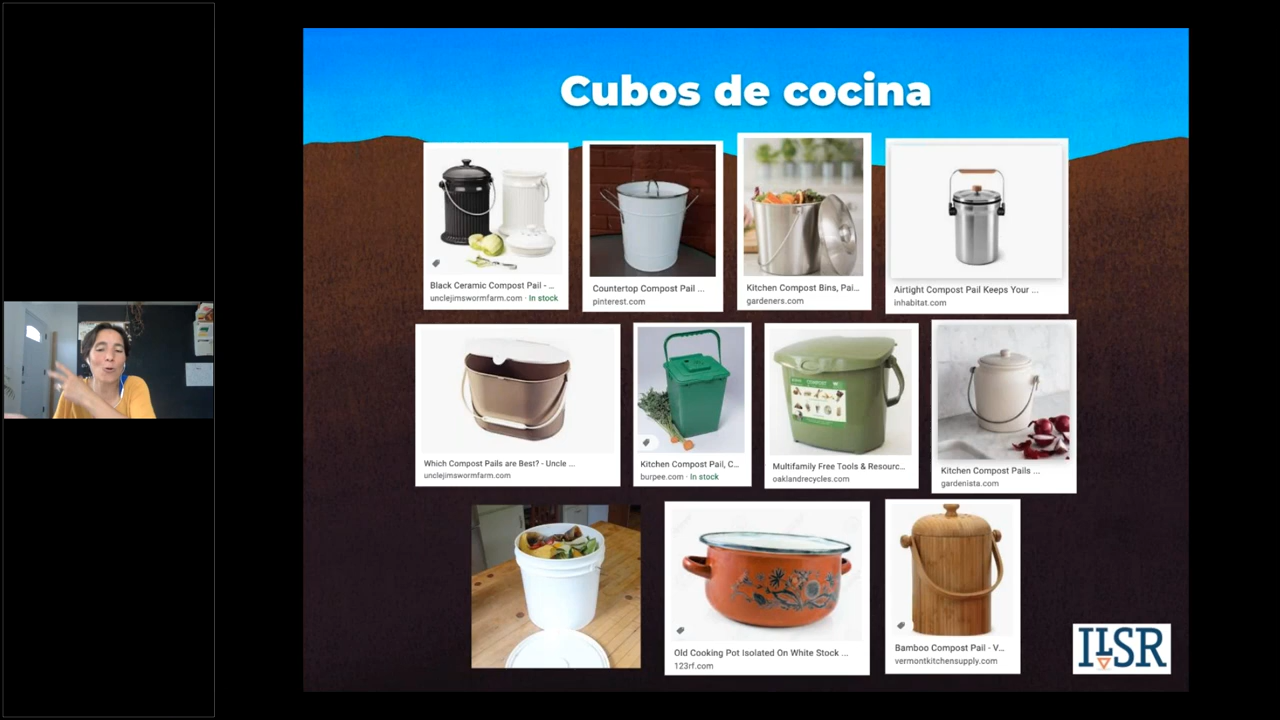 Cubos de cocina
Black Ceramic Compost Pail - ...
unclejimswormfarm.com · In stock
Countertop Compost Pail ...
pinterest.com
Kitchen Compost Bins, Pai...
gardeners.com
Airtight Compost Pail Keeps Your ...
inhabitat.com
Which Compost Pails are Best? - Uncle ...
unclejimswormfarm.com
Kitchen Compost Pail, C...
burpee.com · In stock
COMPOST
Multifamily Free Tools & Resourc...
oaklandrecycles.com
Kitchen Compost Pails ...
gardenista.com
Old Cooking Pot Isolated On White Stock ...
123rf.com
Bamboo Compost Pail - V...
vermontkitchensupply.com
ILSR